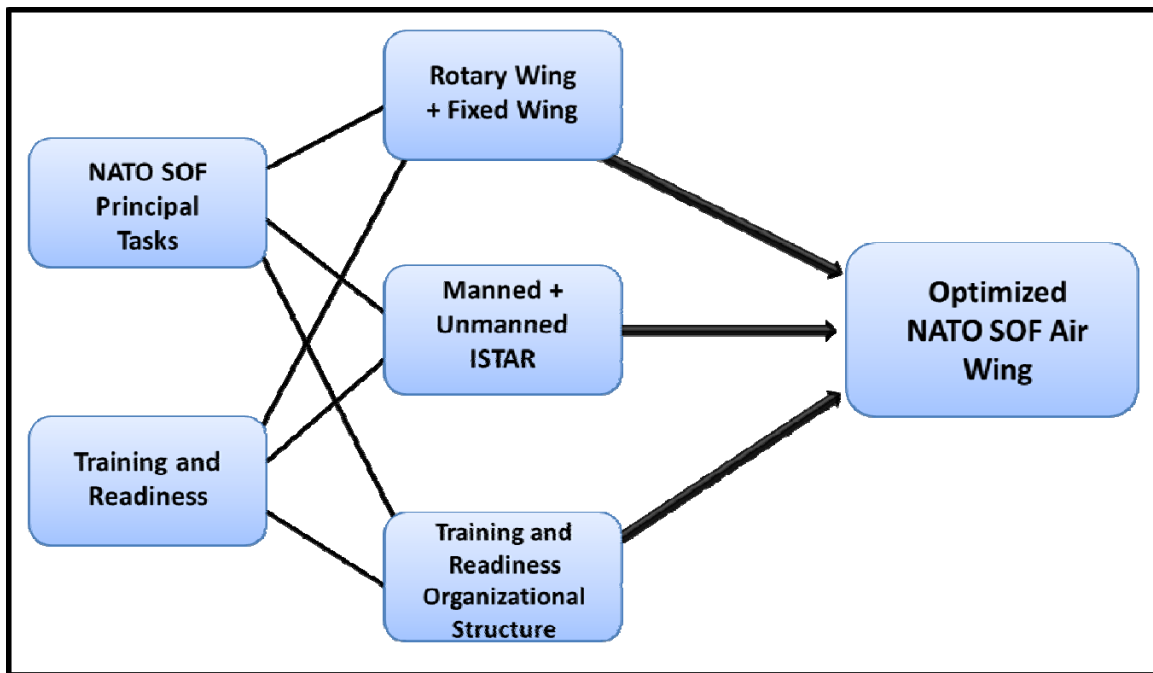 NATO SOF
Principal
Tasks
Training and
Readiness
Rotary Wing
+ Fixed Wing
Manned +
Unmanned
ISTAR
Training and
Readiness
Organizational
Structure
Optimized
NATO SOF Air
Wing